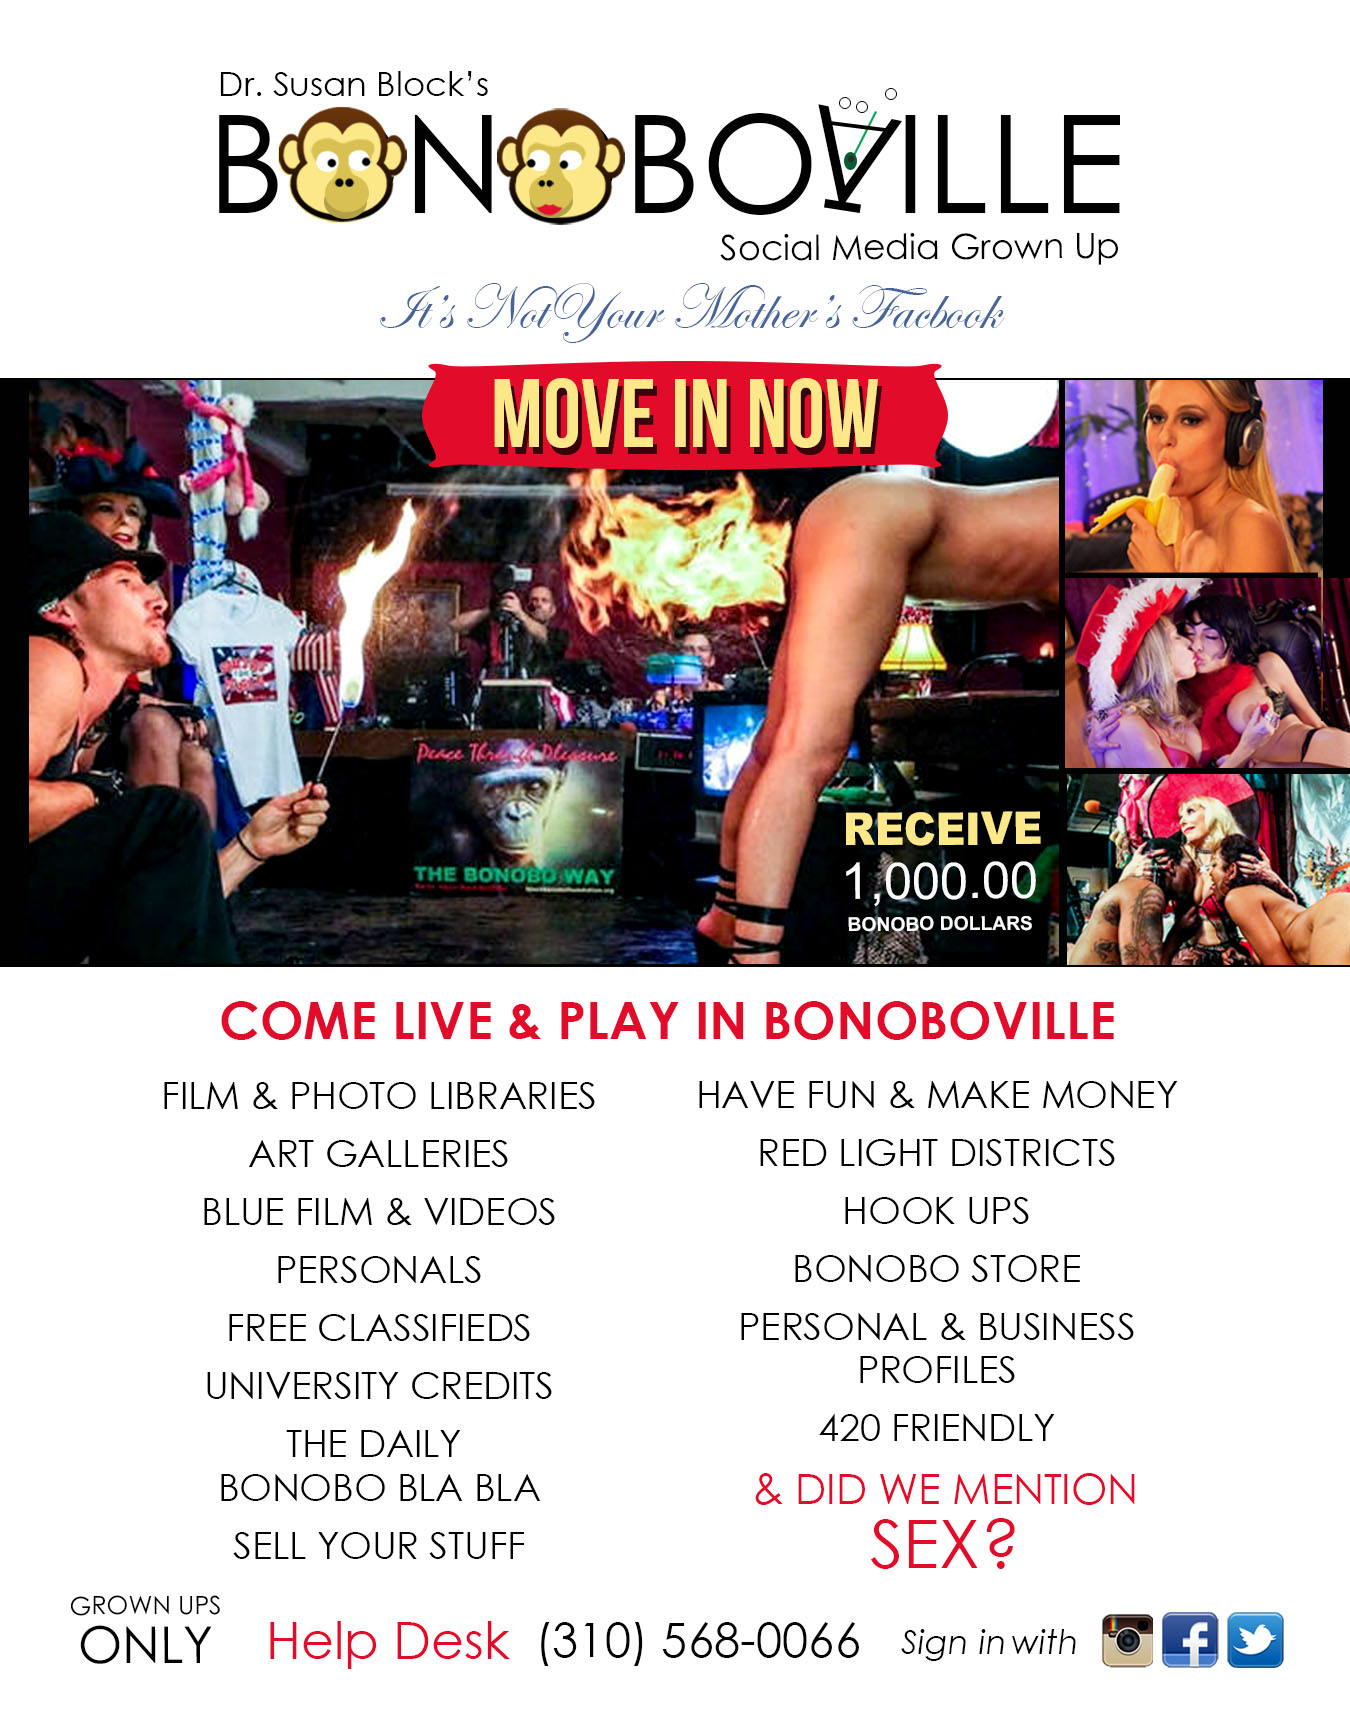 Dr. Susan Block's
BONOBOVILLE
Social Media Grown Up
It's Not Your Mother's Facbook
MOVE IN NOW
Peace Through Pleasure
THE BONOBO WAY
RECEIVE
1,000.00
BONOBO DOLLARS
COME LIVE & PLAY IN BONOBOVILLE
FILM & PHOTO LIBRARIES
ART GALLERIES
BLUE FILM & VIDEOS
PERSONALS
FREE CLASSIFIEDS
UNIVERSITY CREDITS
THE DAILY
BONOBO BLA BLA
SELL YOUR STUFF
HAVE FUN & MAKE MONEY
RED LIGHT DISTRICTS
HOOK UPS
BONOBO STORE
PERSONAL & BUSINESS
PROFILES
420 FRIENDLY
& DID WE MENTION
SEX?
GROWN UPS
ONLY
Help Desk (310) 568-0066
Sign in with